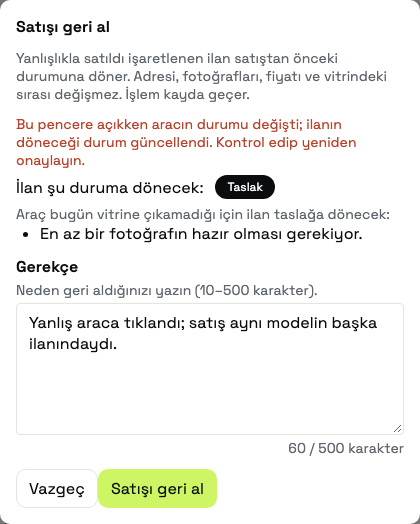 Satışı geri al
Yanlışlıkla satıldı işaretlenen ilan satıştan önceki
durumuna döner. Adresi, fotoğrafları, fiyatı ve vitrindeki
sırası değişmez. İşlem kayda geçer.
Bu pencere açıkken aracın durumu değişti; ilanın
döneceği durum güncellendi. Kontrol edip yeniden
onaylayın.
İlan şu duruma dönecek: Taslak
Araç bugün vitrine çıkamadığı için ilan taslağa dönecek:
• En az bir fotoğrafın hazır olması gerekiyor.
Gerekçe
Neden geri aldığınızı yazın (10–500 karakter).
Yanlış araca tıklandı; satış aynı modelin başka
ilanındaydı.
60 / 500 karakter
Vazgeç Satışı geri al